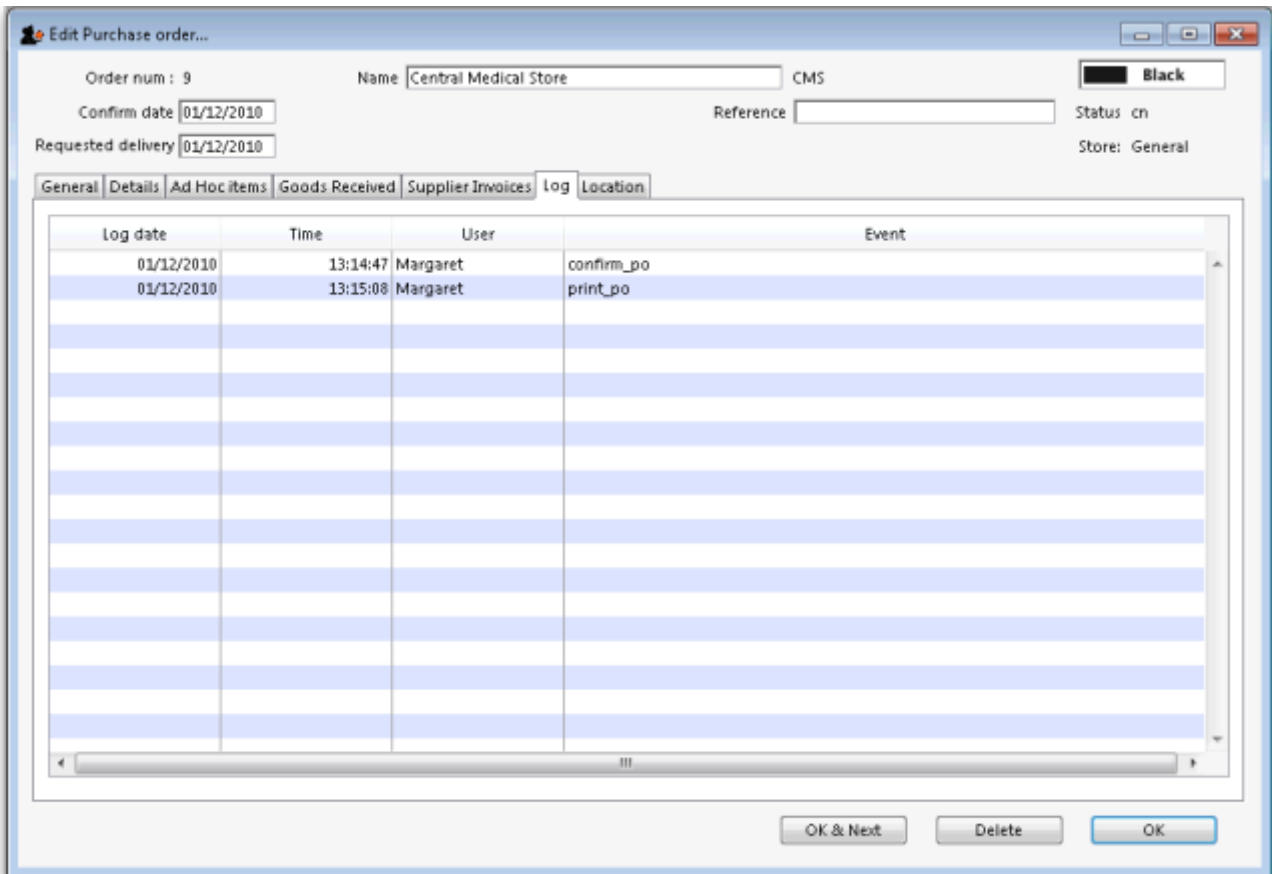 Edit Purchase order...
Order num : 9 Name Central Medical Store CMS Black
Confirm date 01/12/2010 Reference Status cn
Requested delivery 01/12/2010 Store: General
General Details Ad Hoc items Goods Received Supplier Invoices Log Location
Log date Time User Event
01/12/2010 13:14:47 Margaret confirm_po
01/12/2010 13:15:08 Margaret print_po
OK & Next Delete OK